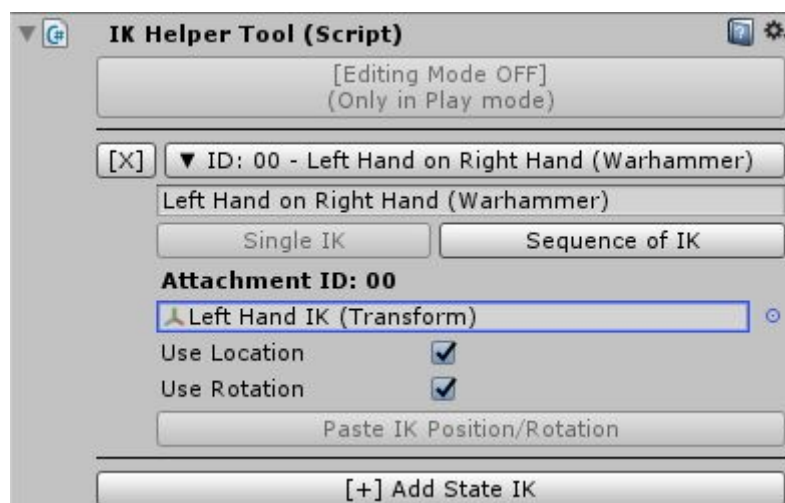 IK Helper Tool (Script)
[Editing Mode OFF]
(Only in Play mode)
[X] ▼ ID: 00 - Left Hand on Right Hand (Warhammer)
Left Hand on Right Hand (Warhammer)
Single IK Sequence of IK
Attachment ID: 00
Left Hand IK (Transform)
Use Location
Use Rotation
Paste IK Position/Rotation
[+] Add State IK